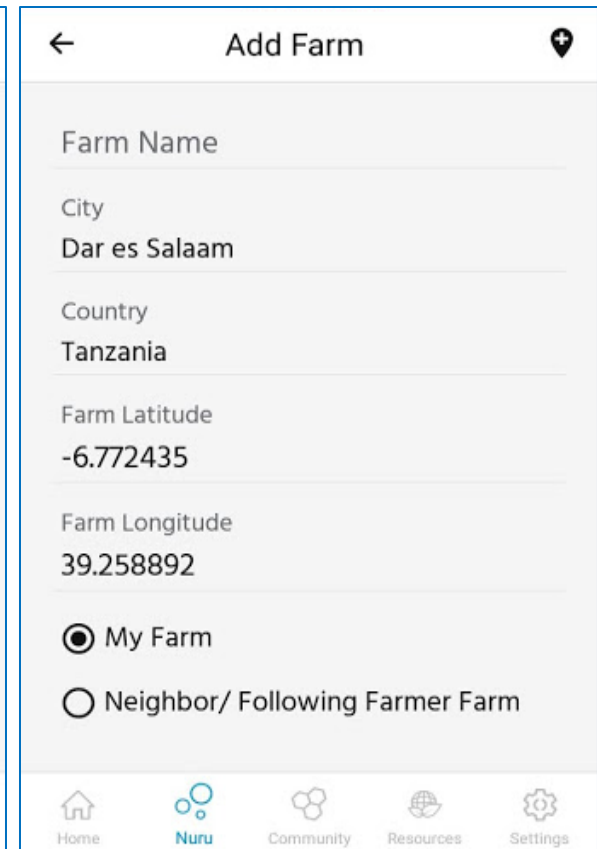 Add Farm
Farm Name
City
Dar es Salaam
Country
Tanzania
Farm Latitude
-6.772435
Farm Longitude
39.258892
My Farm
Neighbor/ Following Farmer Farm
Home Nuru Community Resources Settings